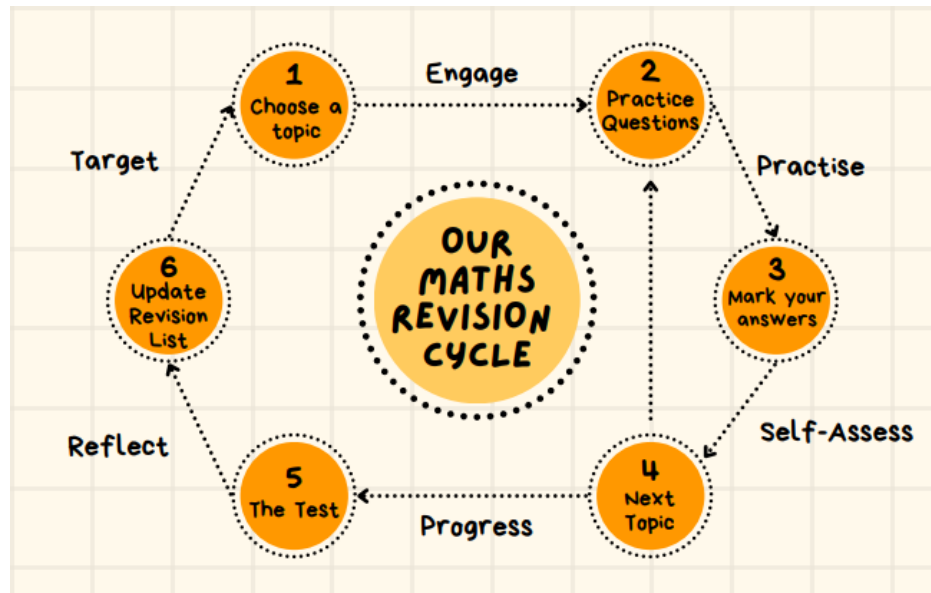 1
Choose a
topic
Engage
2
Practice
Questions
Practise
3
Mark your
answers
Self-Assess
4
Next
Topic
Progress
5
The Test
Reflect
6
Update
Revision
List
Target
OUR
MATHS
REVISION
CYCLE